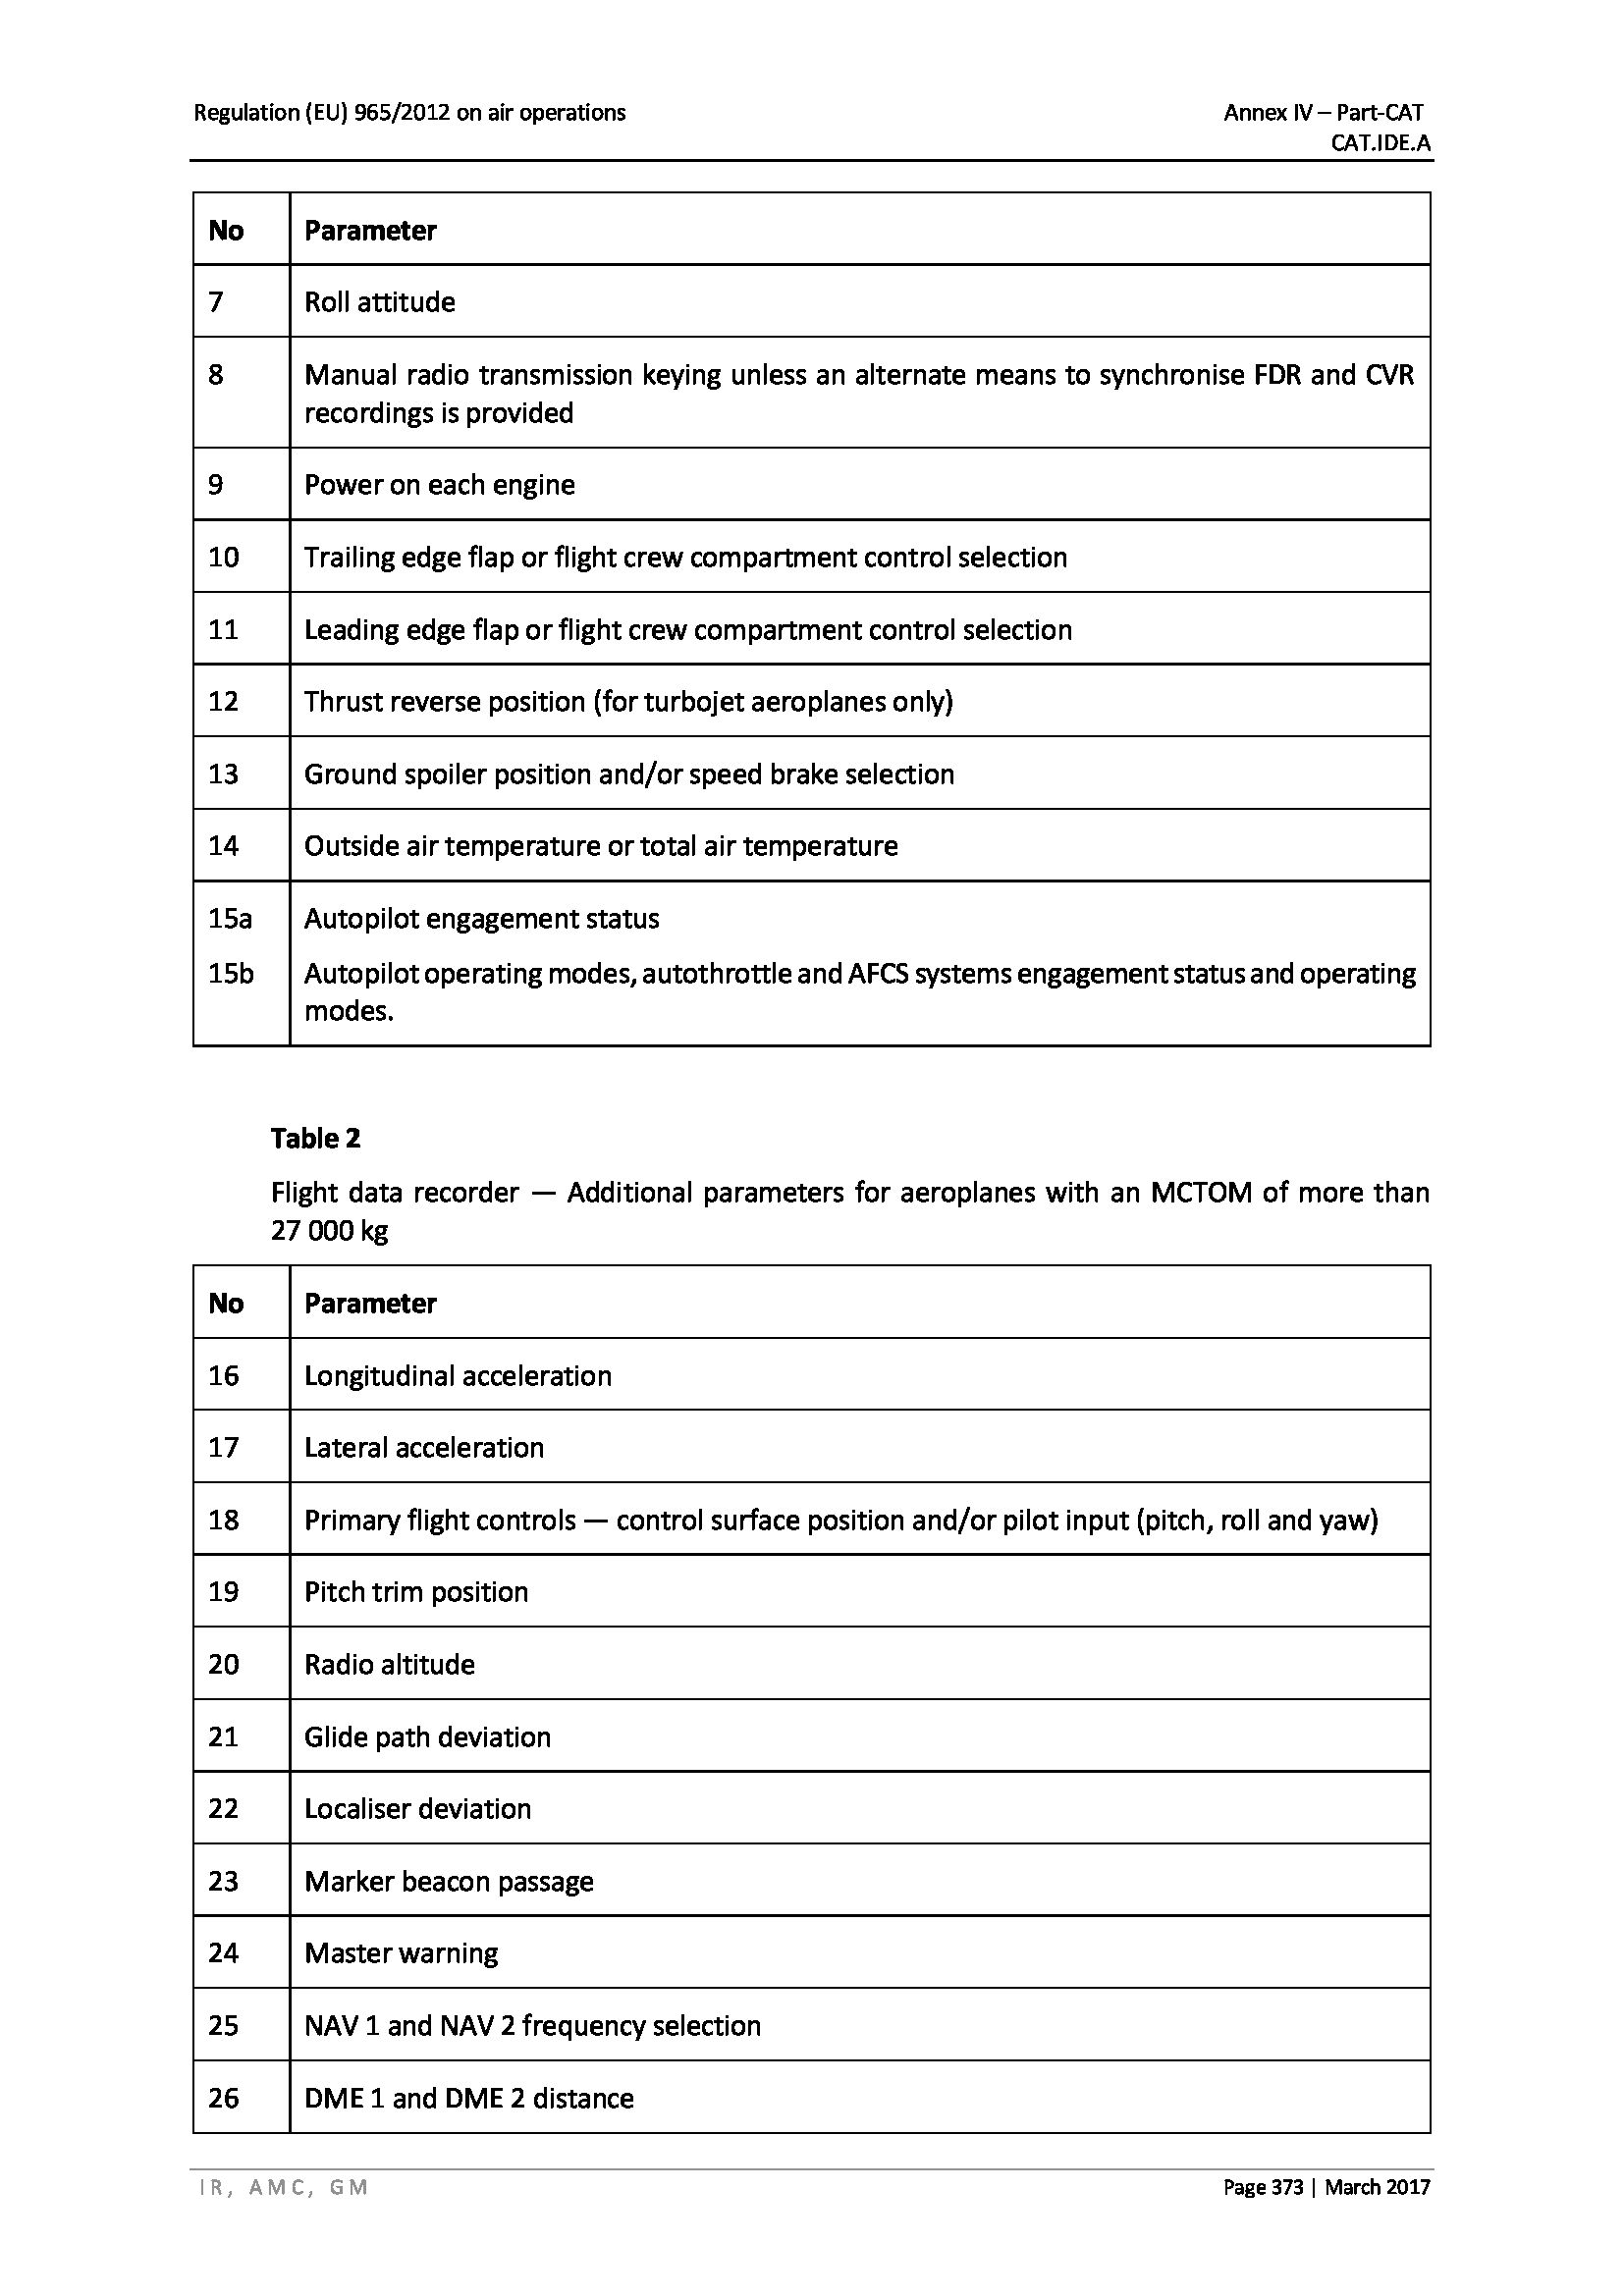 Regulation (EU) 965/2012 on air operations
Annex IV – Part-CAT
CAT.IDE.A
No Parameter
7 Roll attitude
8 Manual radio transmission keying unless an alternate means to synchronise FDR and CVR
recordings is provided
9 Power on each engine
10 Trailing edge flap or flight crew compartment control selection
11 Leading edge flap or flight crew compartment control selection
12 Thrust reverse position (for turbojet aeroplanes only)
13 Ground spoiler position and/or speed brake selection
14 Outside air temperature or total air temperature
15a Autopilot engagement status
15b Autopilot operating modes, autothrottle and AFCS systems engagement status and operating
modes.
Table 2
Flight data recorder — Additional parameters for aeroplanes with an MCTOM of more than
27 000 kg
No Parameter
16 Longitudinal acceleration
17 Lateral acceleration
18 Primary flight controls — control surface position and/or pilot input (pitch, roll and yaw)
19 Pitch trim position
20 Radio altitude
21 Glide path deviation
22 Localiser deviation
23 Marker beacon passage
24 Master warning
25 NAV 1 and NAV 2 frequency selection
26 DME 1 and DME 2 distance
IR, AMC, GM
Page 373 | March 2017